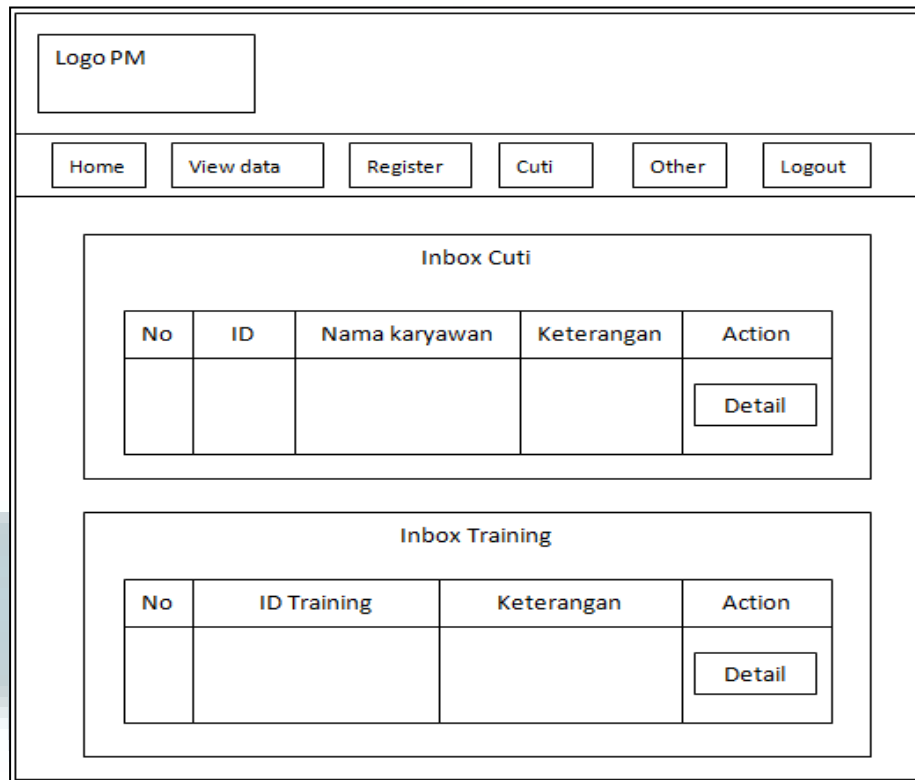 Logo PM
Home View data Register Cuti Other Logout
Inbox Cuti
No ID Nama karyawan Keterangan Action
Detail
Inbox Training
No ID Training Keterangan Action
Detail